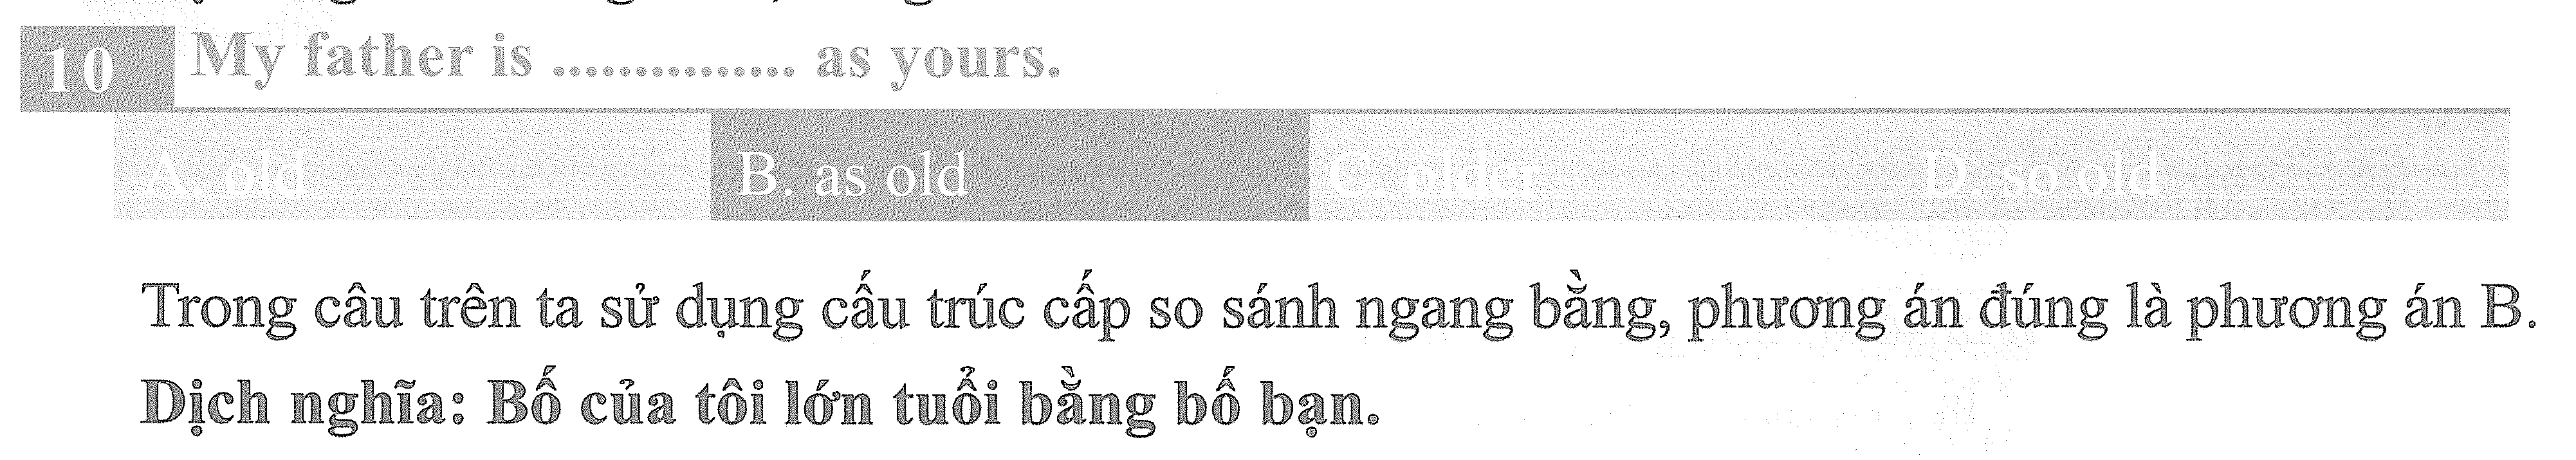 10 My father is ............... as yours.
A. old B. as old C. older D. so old
Trong câu trên ta sử dụng cấu trúc cấp so sánh ngang bằng, phương án đúng là phương án B.
Dịch nghĩa: Bố của tôi lớn tuổi bằng bố bạn.